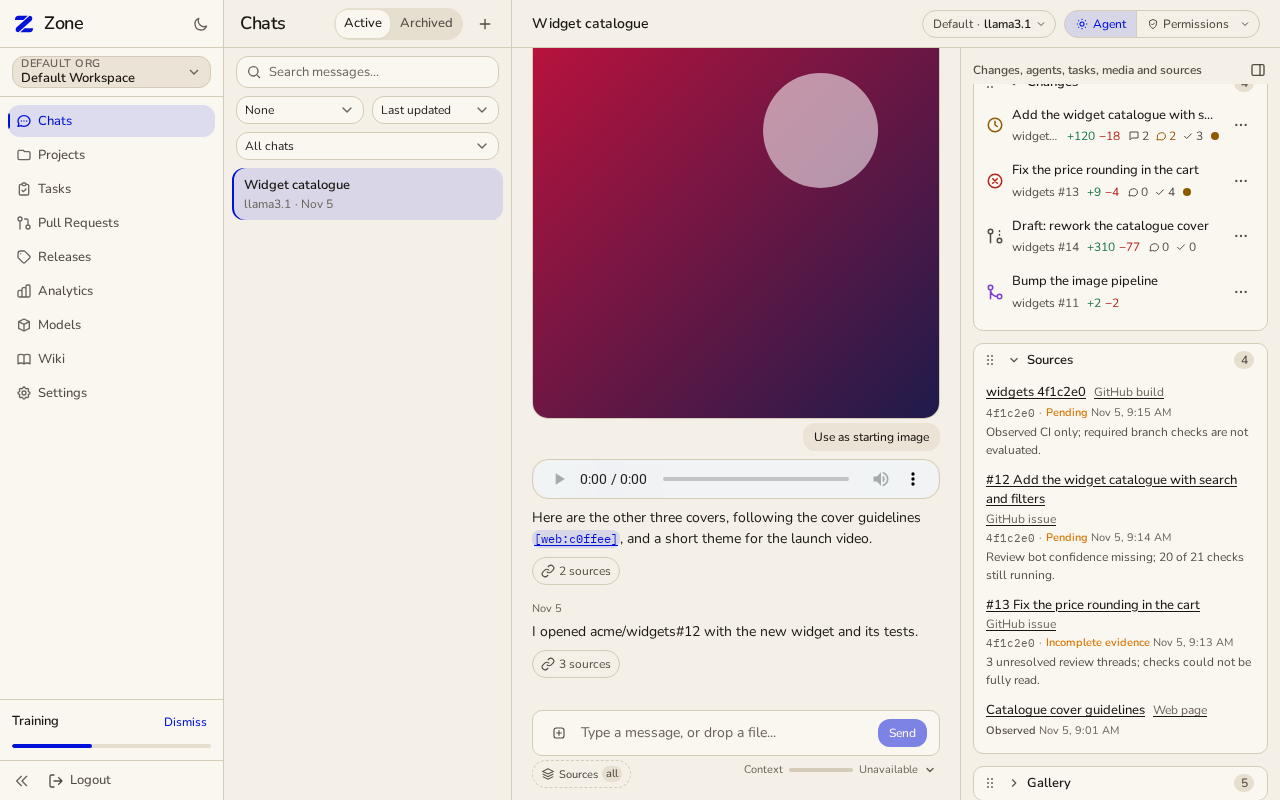 Zone
DEFAULT ORG
Default Workspace
Chats
Projects
Tasks
Pull Requests
Releases
Analytics
Models
Wiki
Settings
Training
Dismiss
Logout
Chats
Active
Archived
Search messages...
None
Last updated
All chats
Widget catalogue
llama3.1 · Nov 5
Widget catalogue
Default · llama3.1
Agent
Permissions
Use as starting image
0:00 / 0:00
Here are the other three covers, following the cover guidelines
[web:c0ffee], and a short theme for the launch video.
2 sources
Nov 5
I opened acme/widgets#12 with the new widget and its tests.
3 sources
Type a message, or drop a file...
Send
Sources all
Context
Unavailable
Changes, agents, tasks, media and sources
Changes 4
Add the widget catalogue with s...
widget... +120 −18 2 2 3
Fix the price rounding in the cart
widgets #13 +9 −4 0 4
Draft: rework the catalogue cover
widgets #14 +310 −77 0 0
Bump the image pipeline
widgets #11 +2 −2
Sources 4
widgets 4f1c2e0 GitHub build
4f1c2e0 · Pending Nov 5, 9:15 AM
Observed CI only; required branch checks are not
evaluated.
#12 Add the widget catalogue with search
and filters
GitHub issue
4f1c2e0 · Pending Nov 5, 9:14 AM
Review bot confidence missing; 20 of 21 checks
still running.
#13 Fix the price rounding in the cart
GitHub issue
4f1c2e0 · Incomplete evidence Nov 5, 9:13 AM
3 unresolved review threads; checks could not be
fully read.
Catalogue cover guidelines Web page
Observed Nov 5, 9:01 AM
Gallery 5